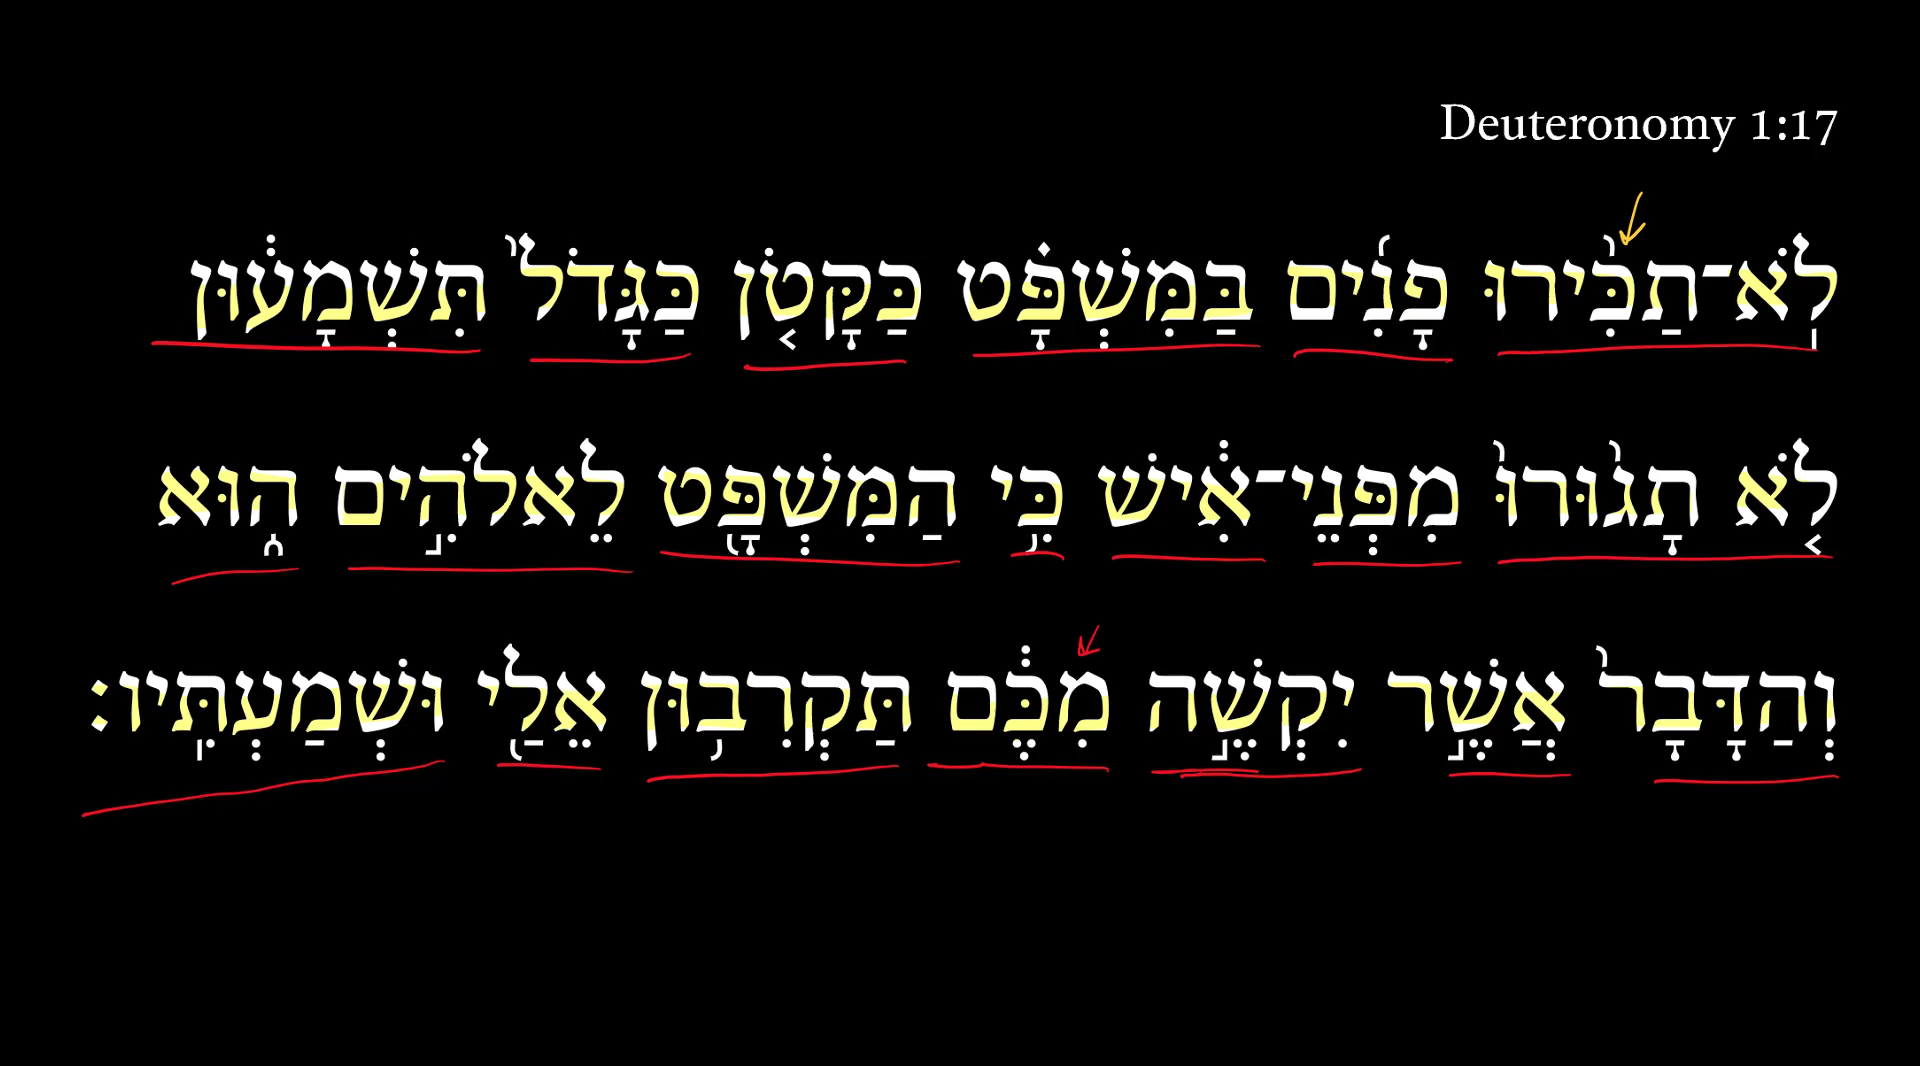 Deuteronomy 1:17
לֹֽא־תַכִּ֨ירוּ פָנִ֜ים בַּמִּשְׁפָּ֗ט כַּקָּטֹ֤ן כַּגָּדֹל֙ תִּשְׁמָע֔וּן
לֹ֤א תָג֙וּרוּ֙ מִפְּנֵי־אִ֔ישׁ כִּ֥י הַמִּשְׁפָּ֖ט לֵאלֹהִ֣ים ה֑וּא
וְהַדָּבָר֙ אֲשֶׁ֣ר יִקְשֶׁ֣ה מִכֶּ֔ם תַּקְרִב֥וּן אֵלַ֖י וּשְׁמַעְתִּֽיו׃